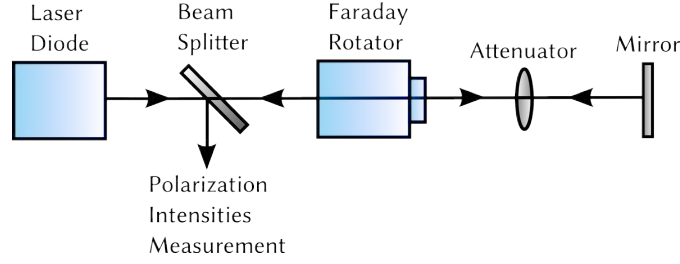 Laser
Diode
Beam
Splitter
Faraday
Rotator
Attenuator
Mirror
Polarization
Intensities
Measurement